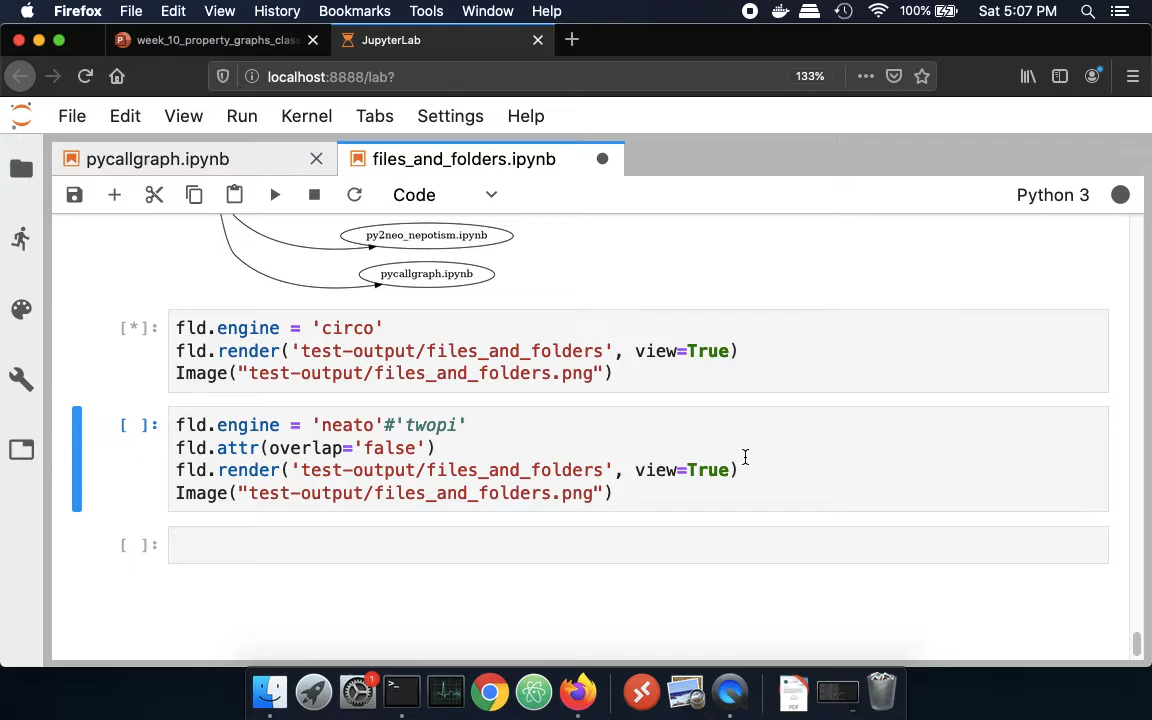 Firefox File Edit View History Bookmarks Tools Window Help 100% Sat 5:07 PM
week_10_property_graphs_clas
JupyterLab
localhost:8888/lab?
133%
File Edit View Run Kernel Tabs Settings Help
pycallgraph.ipynb
files_and_folders.ipynb
Code
Python 3
py2neo_nepotism.ipynb
pycallgraph.ipynb
[*]:
fld.engine = 'circo'
fld.render('test-output/files_and_folders', view=True)
Image("test-output/files_and_folders.png")
[ ]:
fld.engine = 'neato'#'twopi'
fld.attr(overlap='false')
fld.render('test-output/files_and_folders', view=True)
Image("test-output/files_and_folders.png")
[ ]:
1
PDF